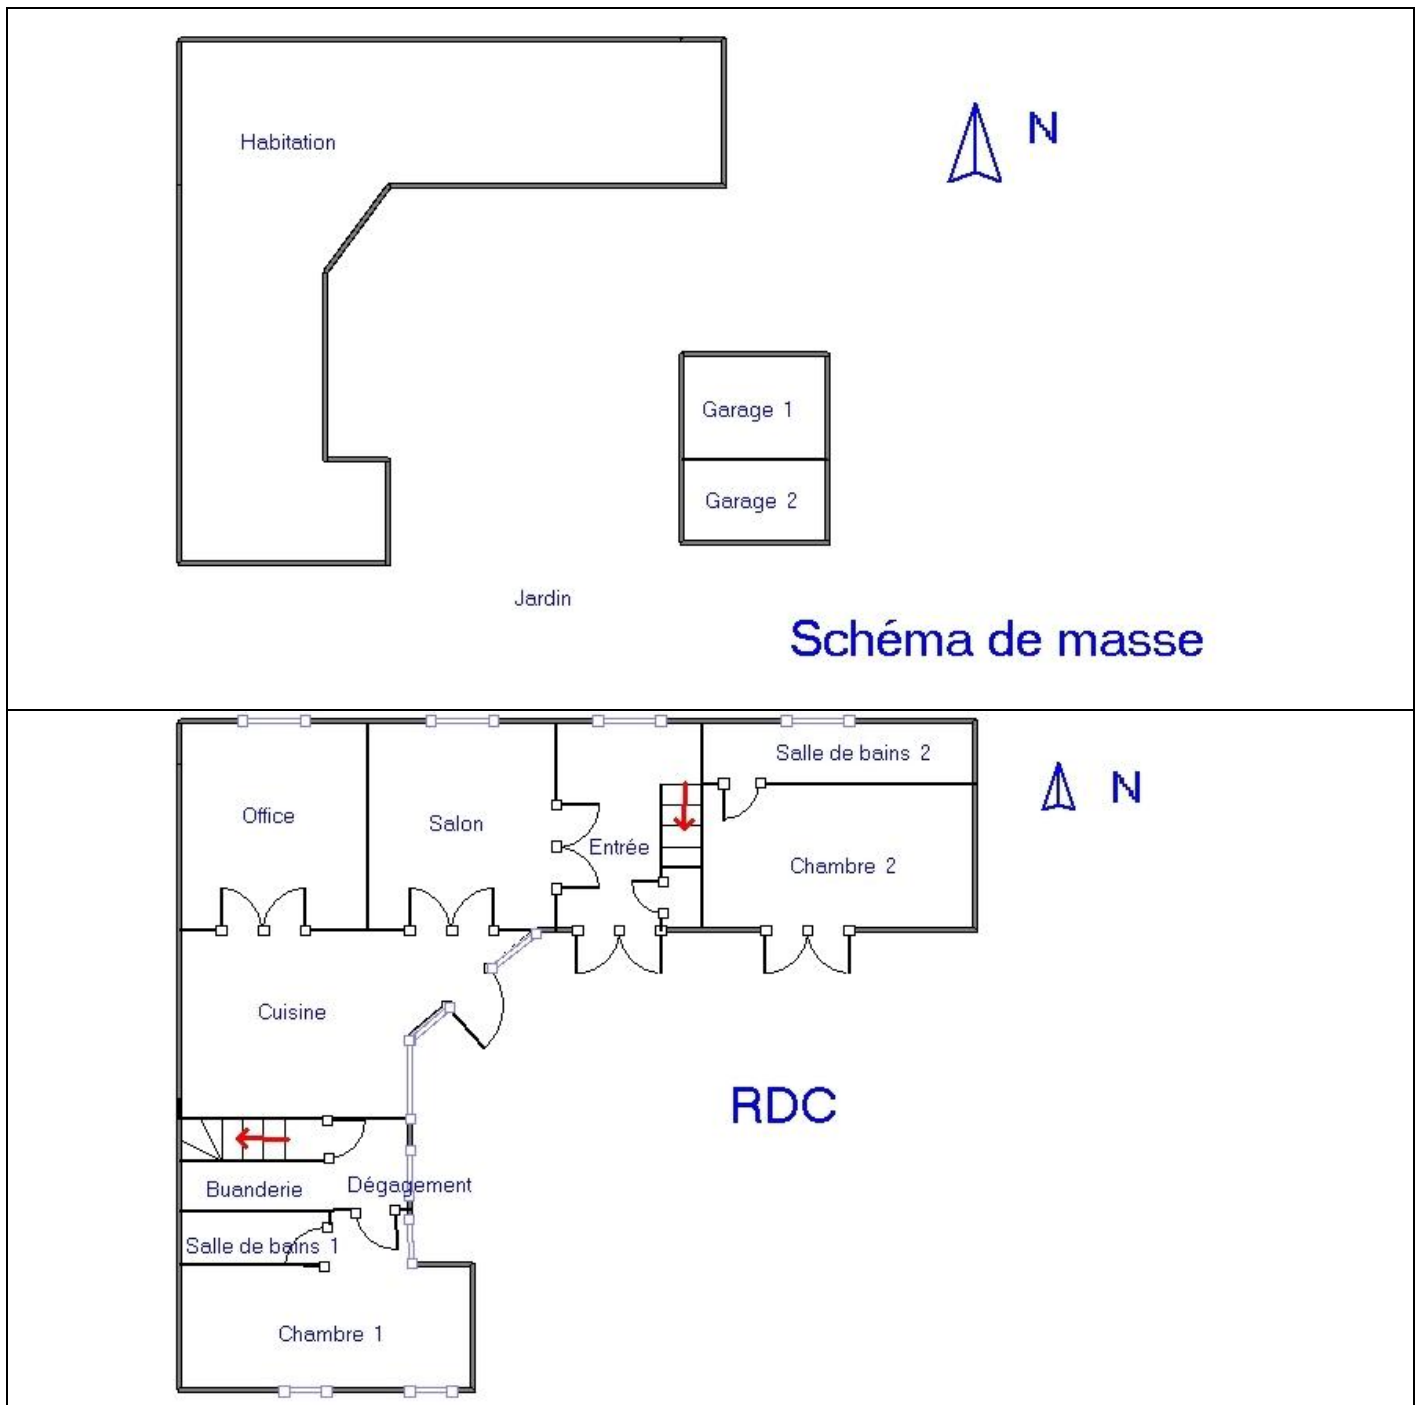 Habitation
N
Garage 1
Garage 2
Jardin
Schéma de masse
Salle de bains 2
N
Office
Salon
Entrée
Chambre 2
Cuisine
RDC
Buanderie
Dégagement
Salle de bains 1
Chambre 1